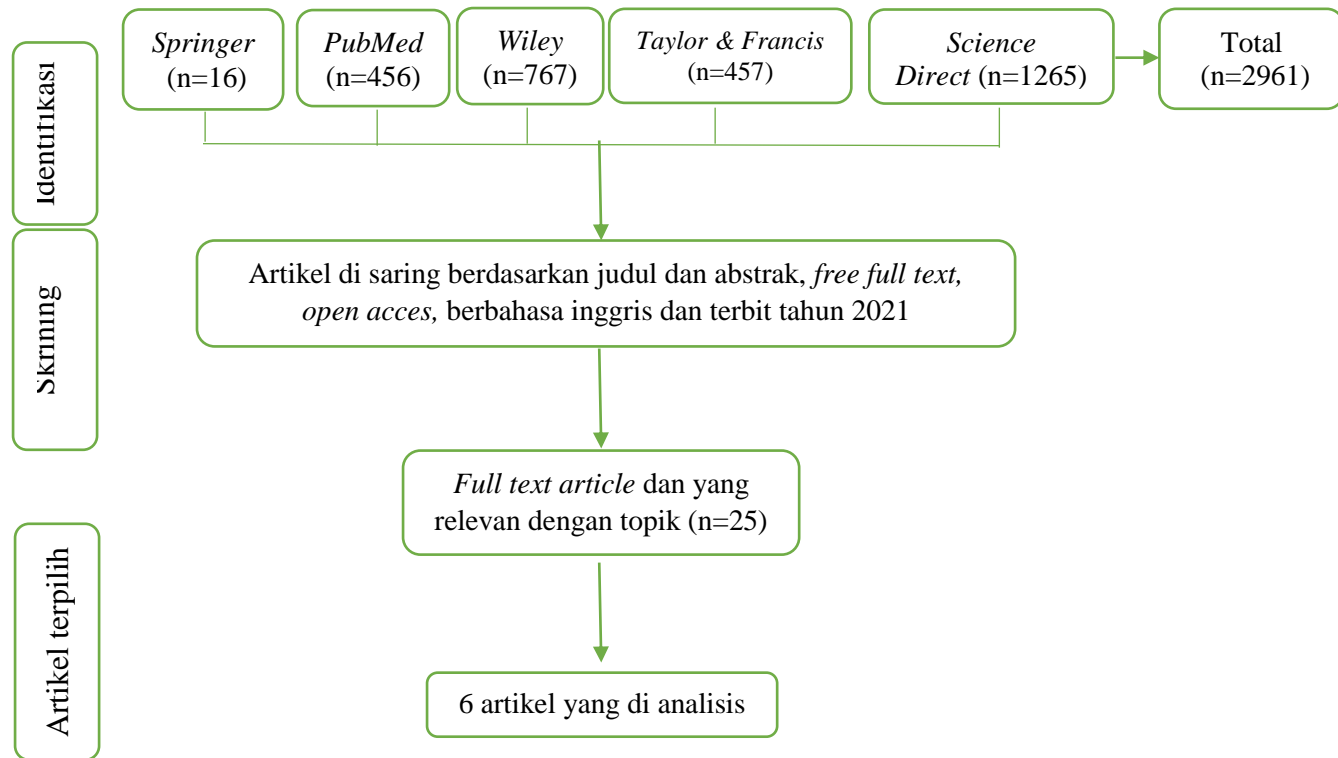 Identifikasi
Springer
(n=16)
PubMed
(n=456)
Wiley
(n=767)
Taylor & Francis
(n=457)
Science
Direct (n=1265)
Total
(n=2961)
Skrining
Artikel di saring berdasarkan judul dan abstrak, free full text,
open acces, berbahasa inggris dan terbit tahun 2021
Full text article dan yang
relevan dengan topik (n=25)
Artikel terpilih
6 artikel yang di analisis